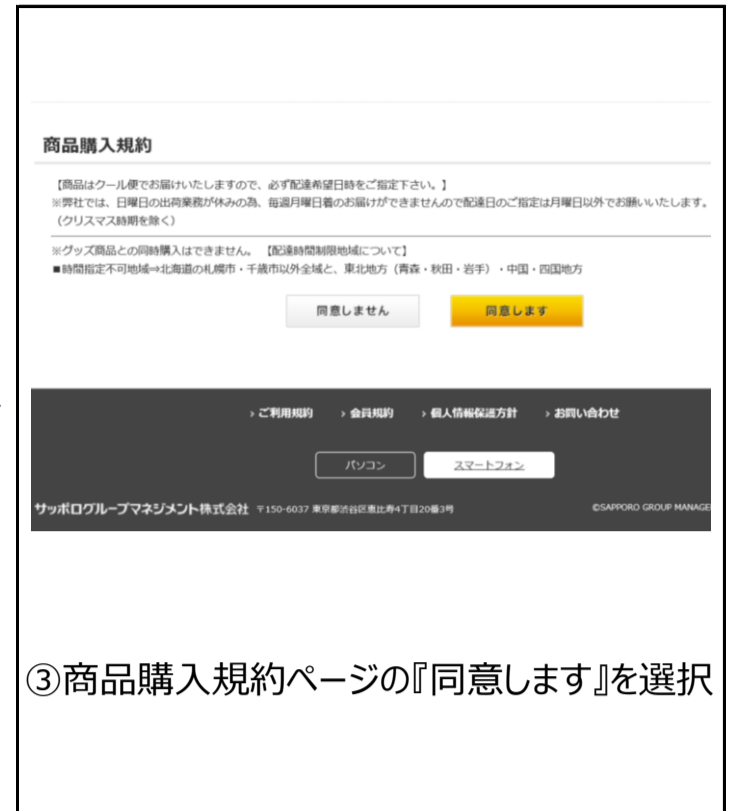 商品購入規約
【商品はクール便でお届けいたしますので、必ず配達希望日時をご指定下さい。】
※弊社では、日曜日の出荷業務が休みの為、毎週月曜日着のお届けができませんので配達日のご指定は月曜日以外でお願いいたします。
（クリスマス時期を除く）
※グッズ商品との同時購入はできません。 【配達時間制限地域について】
■時間指定不可地域⇒北海道の札幌市・千歳市以外全域と、東北地方（青森・秋田・岩手）・中国・四国地方
同意しません 同意します
› ご利用規約 › 会員規約 › 個人情報保護方針 › お問い合わせ
パソコン スマートフォン
サッポログループマネジメント株式会社 〒150-6037 東京都渋谷区恵比寿4丁目20番3号 ©SAPPORO GROUP MANAGE
③商品購入規約ページの『同意します』を選択